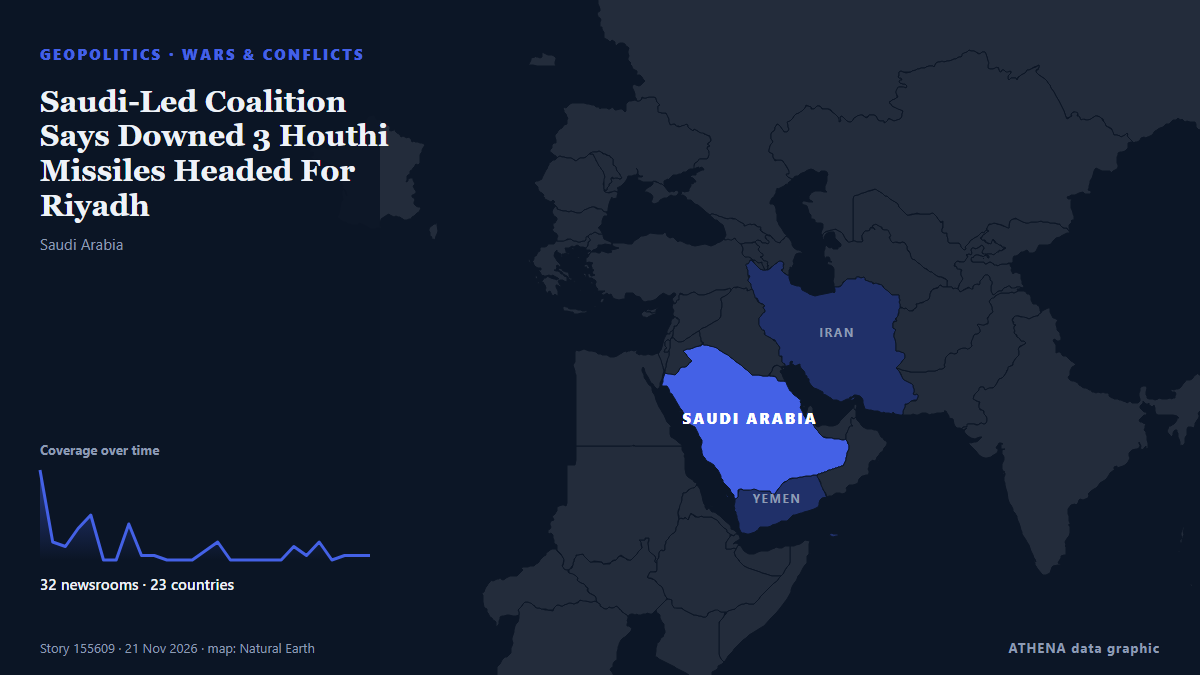 GEOPOLITICS · WARS & CONFLICTS
Saudi-Led Coalition
Says Downed 3 Houthi
Missiles Headed For
Riyadh
Saudi Arabia
IRAN
SAUDI ARABIA
YEMEN
Coverage over time
32 newsrooms · 23 countries
Story 155609 · 21 Nov 2026 · map: Natural Earth
ATHENA data graphic